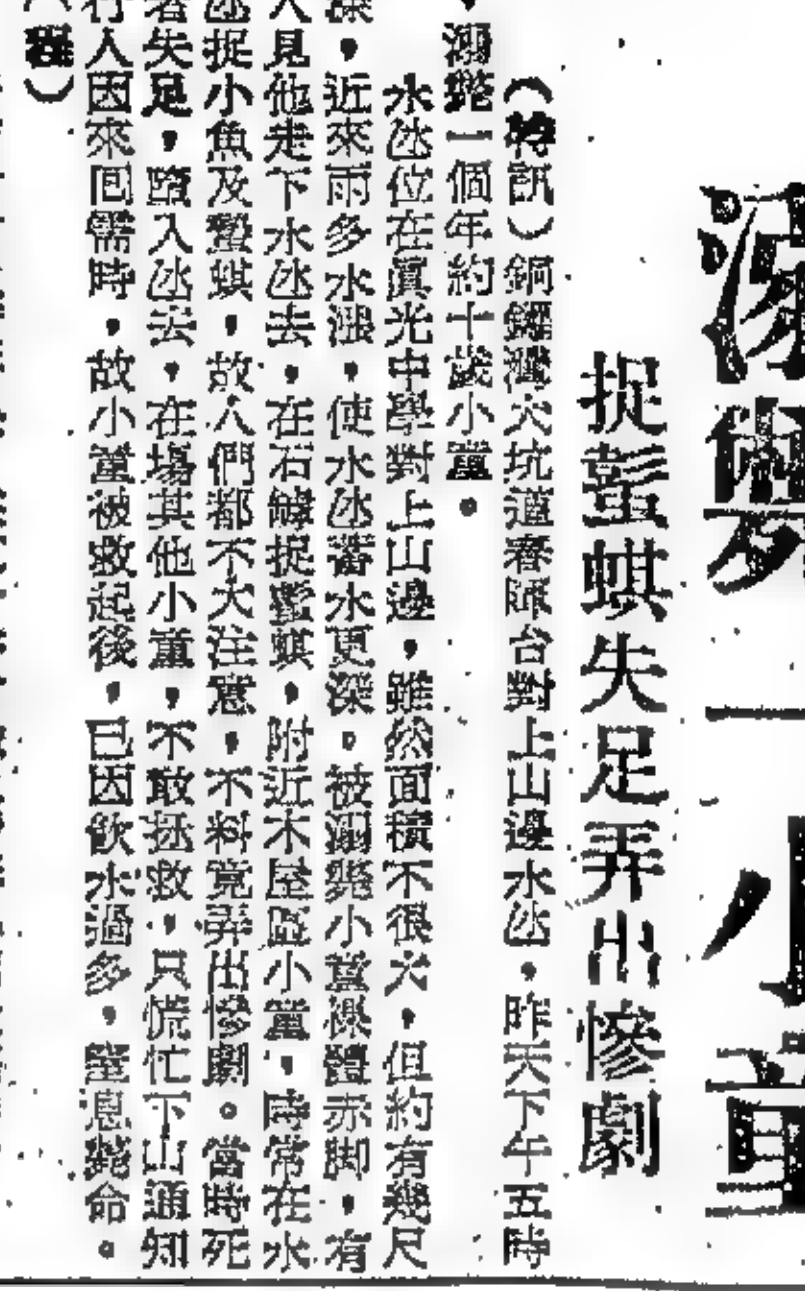 溺斃一小童
捉蟚蜞失足弄出慘劇
（特訊）銅鑼灣大坑道春暉台對上山邊水氹，昨天下午五時
，溺斃一個年約十歲小童。
水氹位在眞光中學對上山邊，雖然面積不很大，但約有幾尺
深，近來雨多水漲，使水氹蓄水更深。被溺斃小童裸體赤脚，有
人見他走下水氹去，在石罅捉蟚蜞，附近木屋區小童，時常在水
氹捉小魚及蟚蜞，故人們都不大注意，不料竟弄出慘劇。當時死
者失足，墮入氹去，在塲其他小童，不敢拯救，只慌忙下山通知
行人因來囘需時，故小童被救起後，已因飮水過多，窒息斃命。
（程）